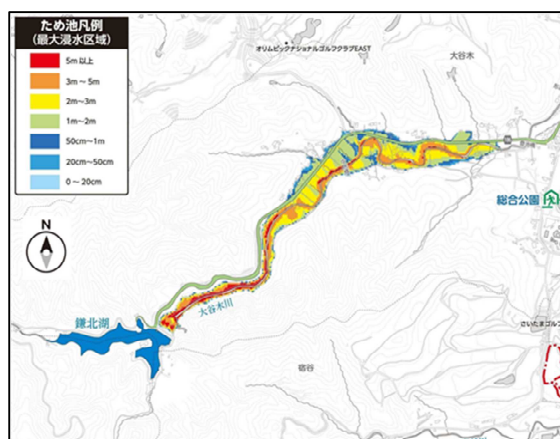 ため池凡例
(最大浸水区域)
5m以上
3m～5m
2m～3m
1m～2m
50cm～1m
20cm～50cm
0～20cm
オリムピックナショナルゴルフクラブEAST
大谷木
総合公園
N
大谷木川
鎌北湖
宿谷
さいたまゴルフ